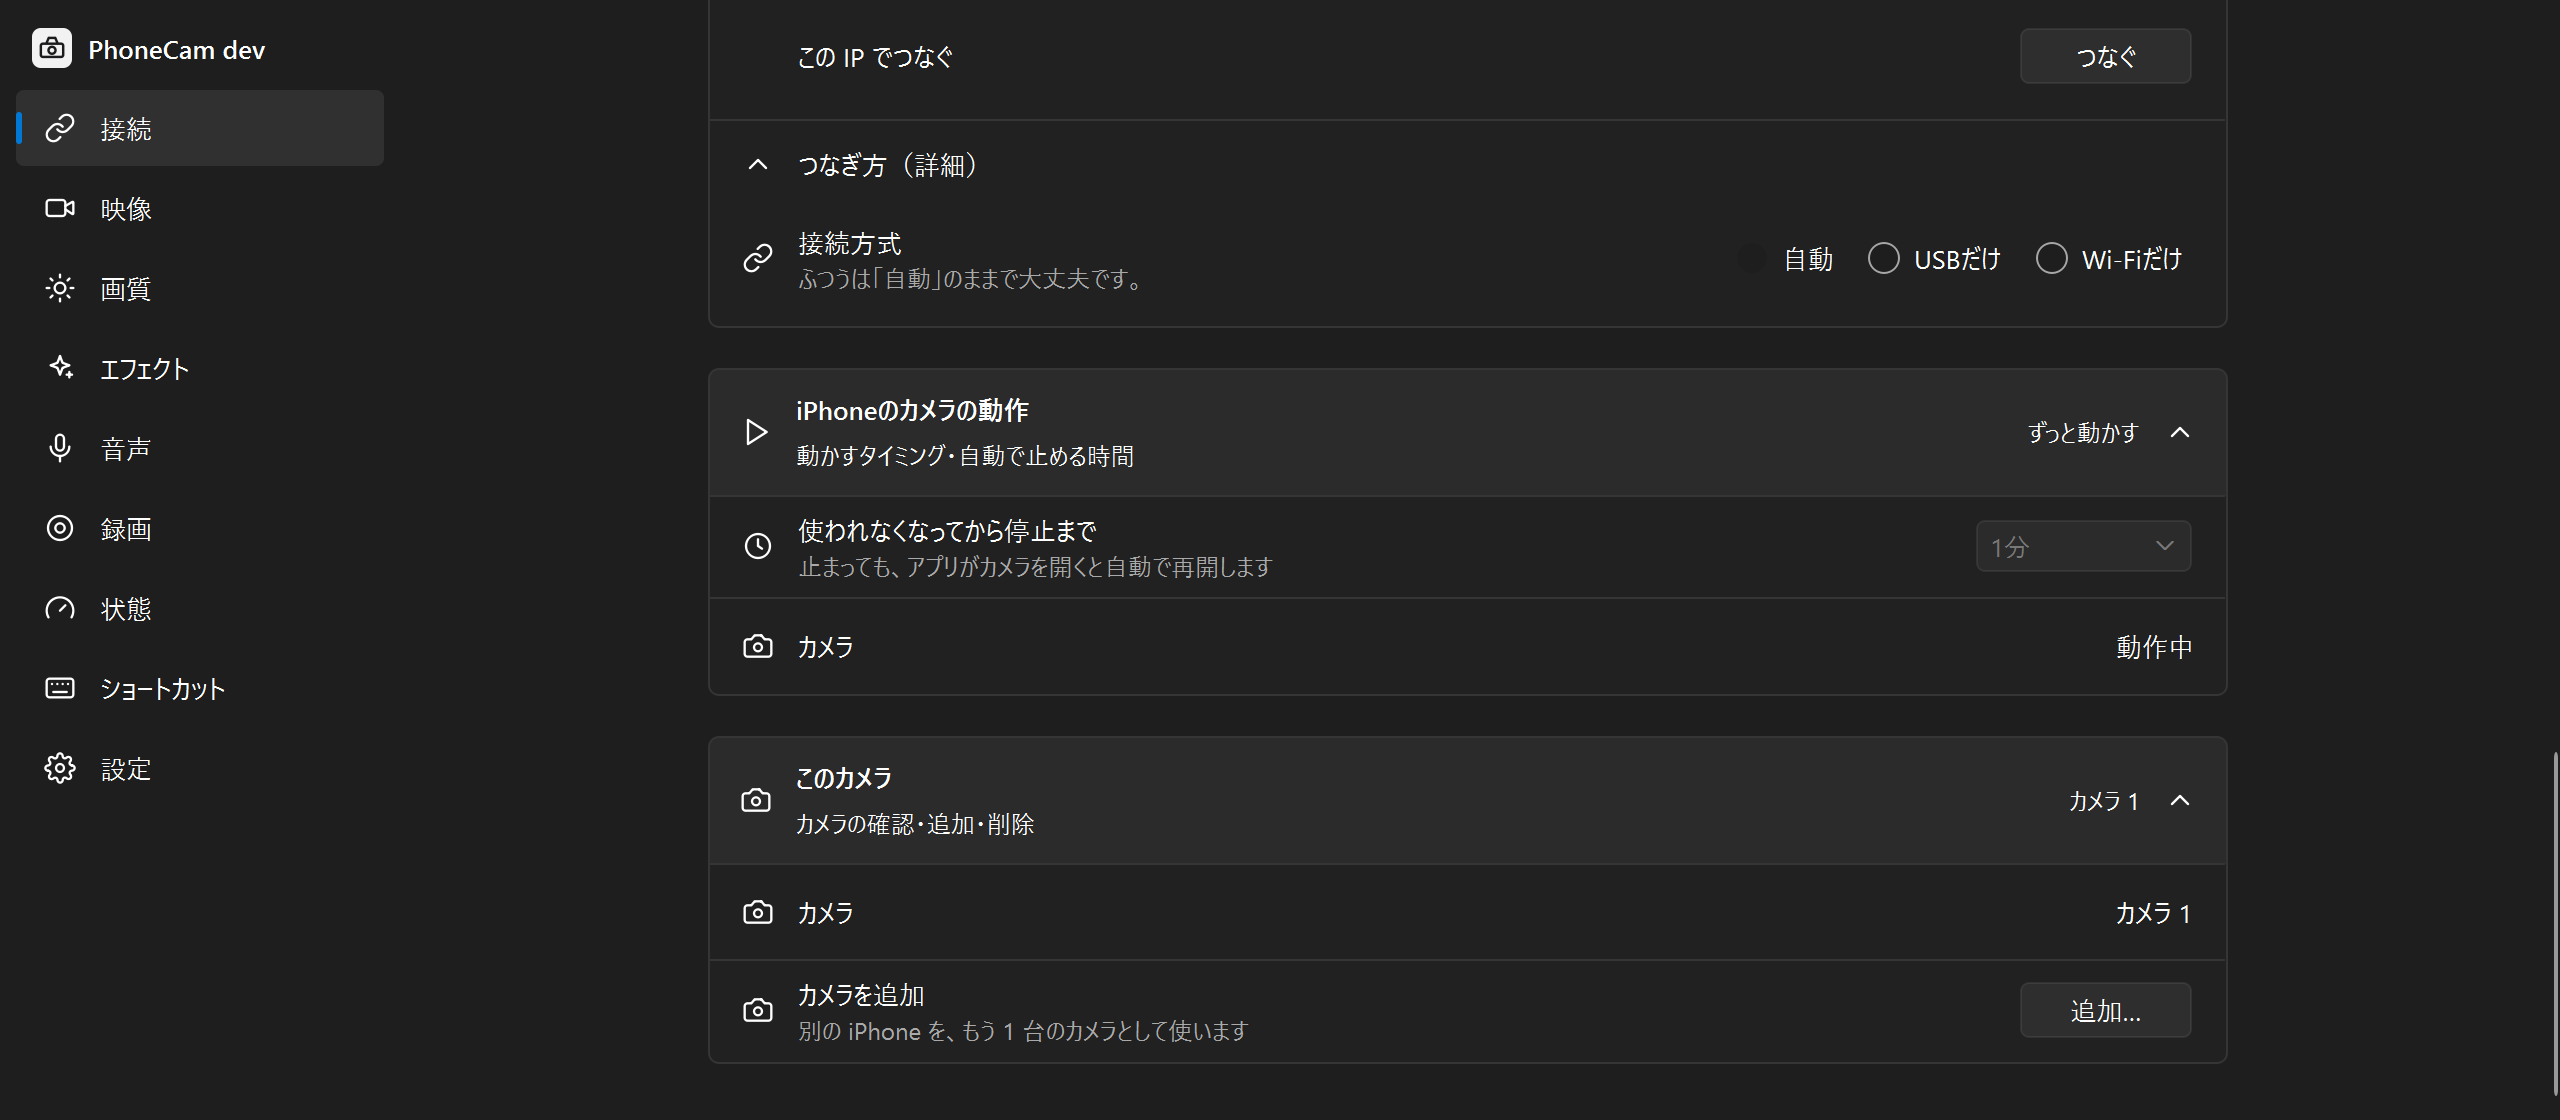 PhoneCam dev
接続
映像
画質
エフェクト
音声
録画
状態
ショートカット
設定
この IP でつなぐ
つなぐ
つなぎ方（詳細）
接続方式
ふつうは「自動」のままで大丈夫です。
自動
USBだけ
Wi-Fiだけ
iPhoneのカメラの動作
動かすタイミング・自動で止める時間
ずっと動かす
使われなくなってから停止まで
止まっても、アプリがカメラを開くと自動で再開します
1分
カメラ
動作中
このカメラ
カメラの確認・追加・削除
カメラ 1
カメラ
カメラ 1
カメラを追加
別の iPhone を、もう 1 台のカメラとして使います
追加...